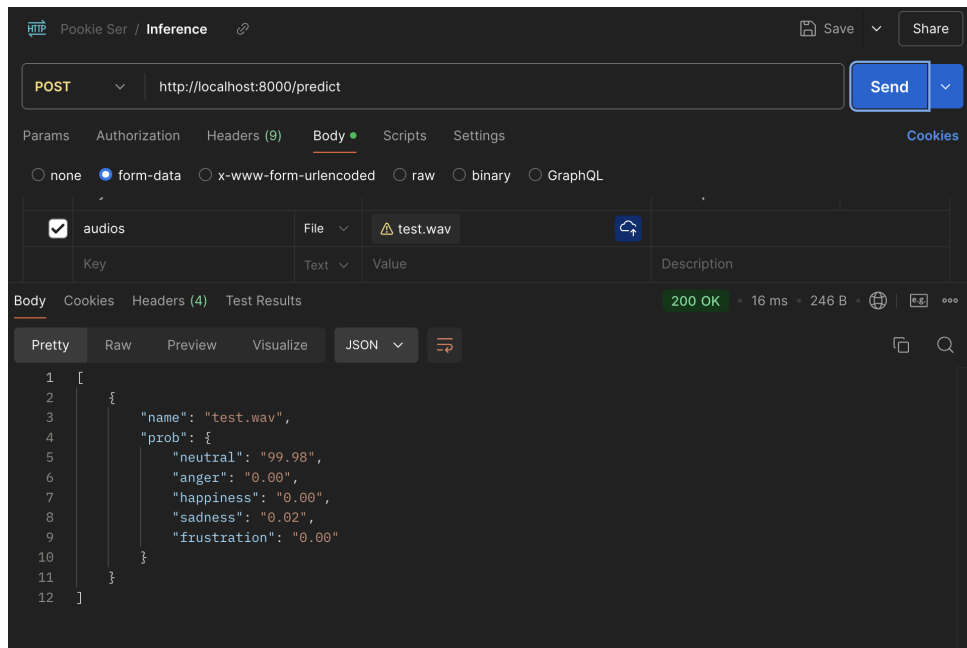 HTTP Pookie Ser / Inference Save Share
POST http://localhost:8000/predict Send
Params Authorization Headers (9) Body Scripts Settings Cookies
none form-data x-www-form-urlencoded raw binary GraphQL
audios File test.wav
Key Text Value Description
Body Cookies Headers (4) Test Results 200 OK • 16 ms • 246 B • e.g.
Pretty Raw Preview Visualize JSON
1 [
2 {
3 "name": "test.wav",
4 "prob": {
5 "neutral": "99.98",
6 "anger": "0.00",
7 "happiness": "0.00",
8 "sadness": "0.02",
9 "frustration": "0.00"
10 }
11 }
12 ]